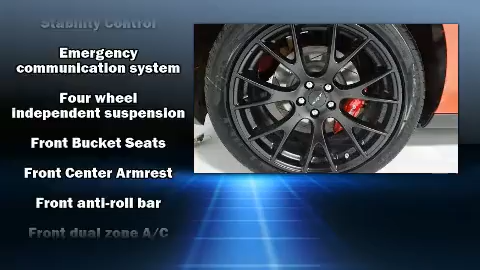 Stability Control
Emergency
communication system
Four wheel
independent suspension
Front Bucket Seats
Front Center Armrest
Front anti-roll bar
Front dual zone A/C